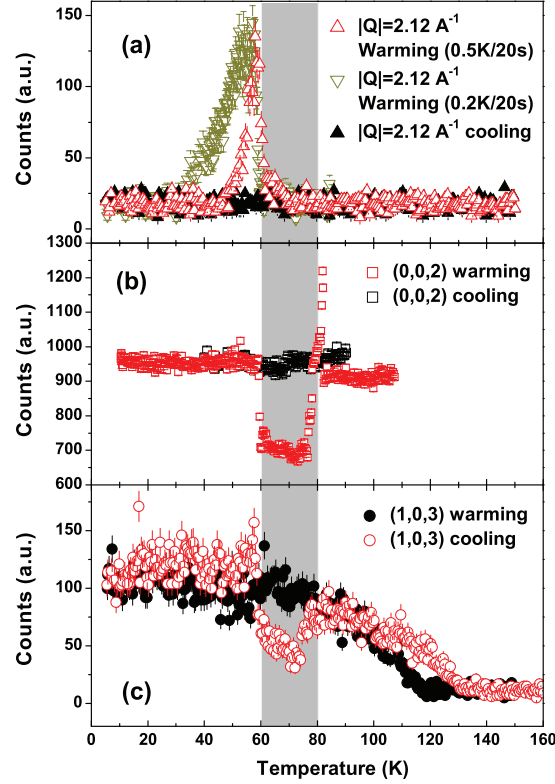 150
125
100
75
50
25
0
Counts (a.u.)
(a)
|Q|=2.12 A⁻¹
Warming (0.5K/20s)
|Q|=2.12 A⁻¹
Warming (0.2K/20s)
|Q|=2.12 A⁻¹ cooling
1300
1200
1100
1000
900
800
700
600
Counts (a.u.)
(b)
(0,0,2) warming
(0,0,2) cooling
150
100
50
0
Counts (a.u.)
(c)
(1,0,3) warming
(1,0,3) cooling
0 20 40 60 80 100 120 140 160
Temperature (K)